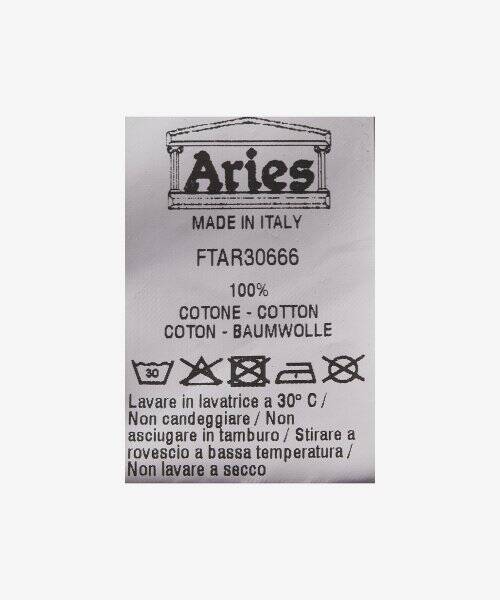 Aries
MADE IN ITALY
FTAR30666
100%
COTONE - COTTON
COTON - BAUMWOLLE
30
Lavare in lavatrice a 30° C /
Non candeggiare / Non
asciugare in tamburo / Stirare a
rovescio a bassa temperatura /
Non lavare a secco